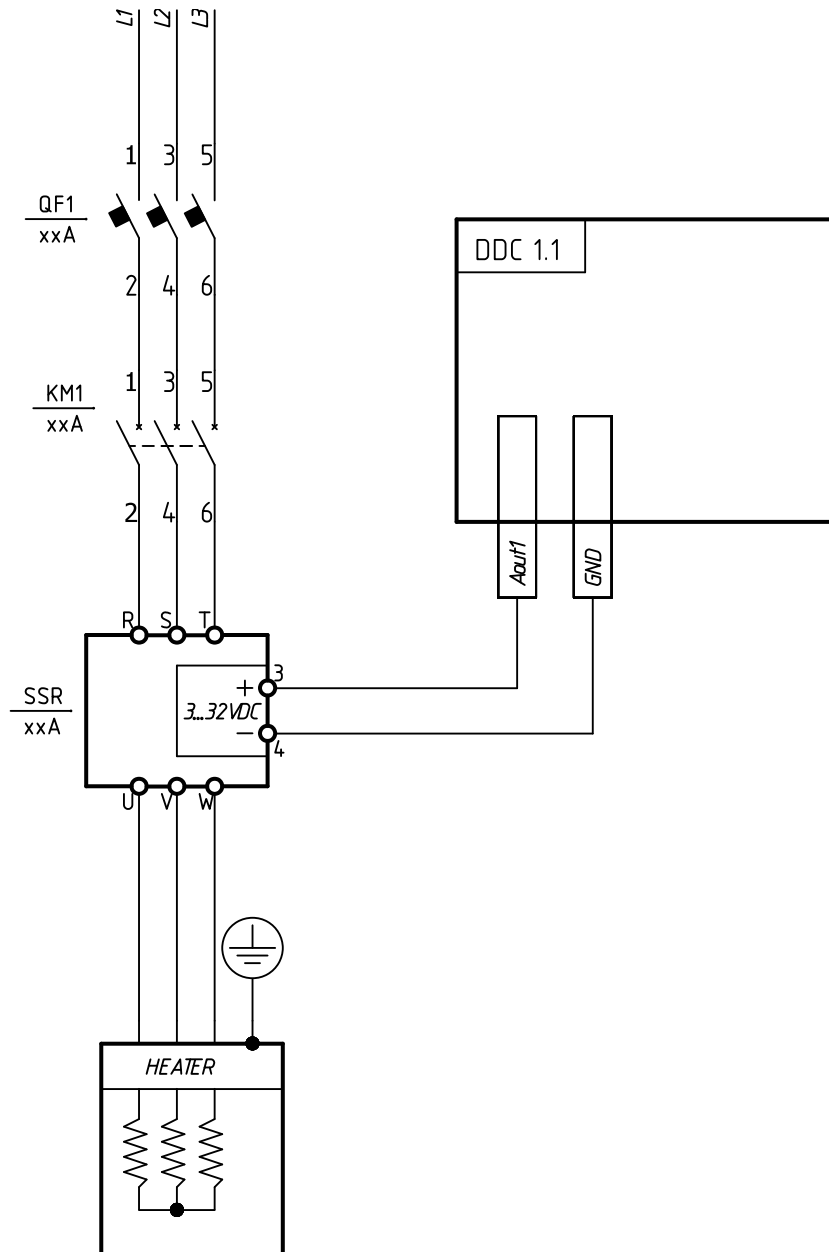 L1 L2 L3
1 3 5
QF1
xxA
DDC 1.1
2 4 6
1 3 5
KM1
xxA
2 4 6
Aout1 GND
R S T
3
+
SSR
3...32VDC
xxA
−
4
U V W
HEATER